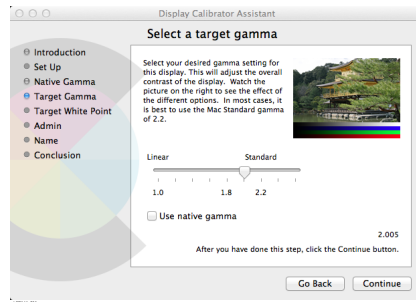 Display Calibrator Assistant
Select a target gamma
Introduction
Set Up
Native Gamma
Target Gamma
Target White Point
Admin
Name
Conclusion
Select your desired gamma setting for
this display. This will adjust the overall
contrast of the display. Watch the
picture on the right to see the effect of
the different options. In most cases, it
is best to use the Mac Standard gamma
of 2.2.
Linear Standard
1.0 1.8 2.2
Use native gamma
2.005
After you have done this step, click the Continue button.
Go Back Continue